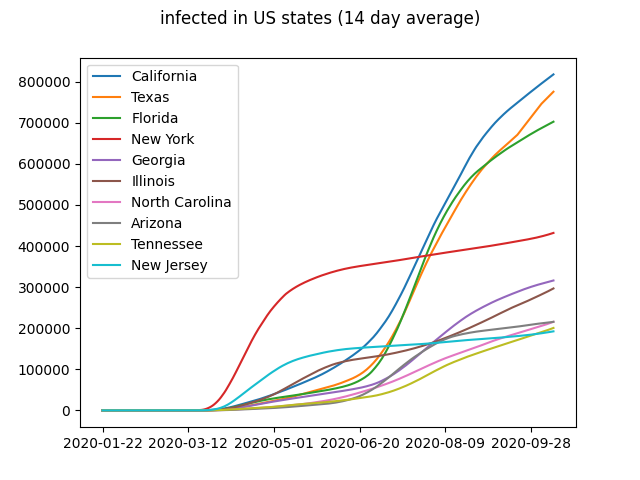 infected in US states (14 day average)
California
Texas
Florida
New York
Georgia
Illinois
North Carolina
Arizona
Tennessee
New Jersey
800000
700000
600000
500000
400000
300000
200000
100000
0
2020-01-22 2020-03-12 2020-05-01 2020-06-20 2020-08-09 2020-09-28